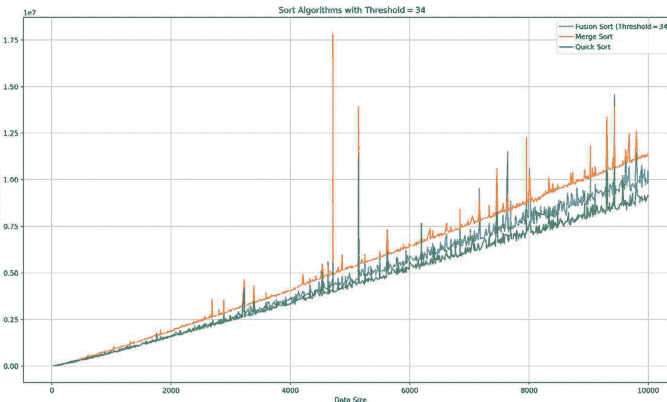 Sort Algorithms with Threshold = 34
1e7
Fusion Sort (Threshold = 34
Merge Sort
Quick Sort
1.75
1.50
1.25
1.00
0.75
0.50
0.25
0.00
0 2000 4000 6000 8000 10000
Data Size